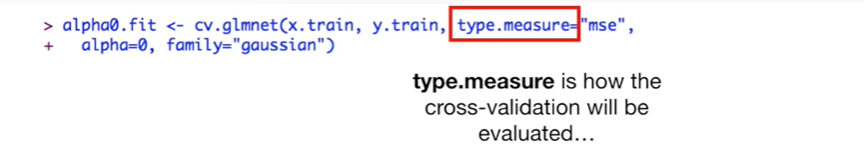 > alpha0.fit <- cv.glmnet(x.train, y.train, type.measure="mse",
+   alpha=0, family="gaussian")
type.measure is how the
cross-validation will be
evaluated…